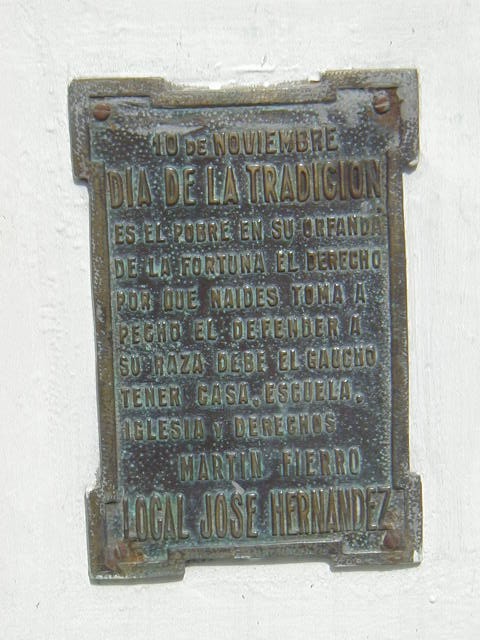 10 DE NOVIEMBRE
DIA DE LA TRADICION
ES EL POBRE EN SU ORFANDA
DE LA FORTUNA EL DERECHO
POR QUE NAIDES TOMA A
PECHO EL DEFENDER A
SU RAZA DEBE EL GAUCHO
TENER CASA, ESCUELA,
IGLESIA Y DERECHOS
MARTIN FIERRO
LOCAL JOSE HERNANDEZ